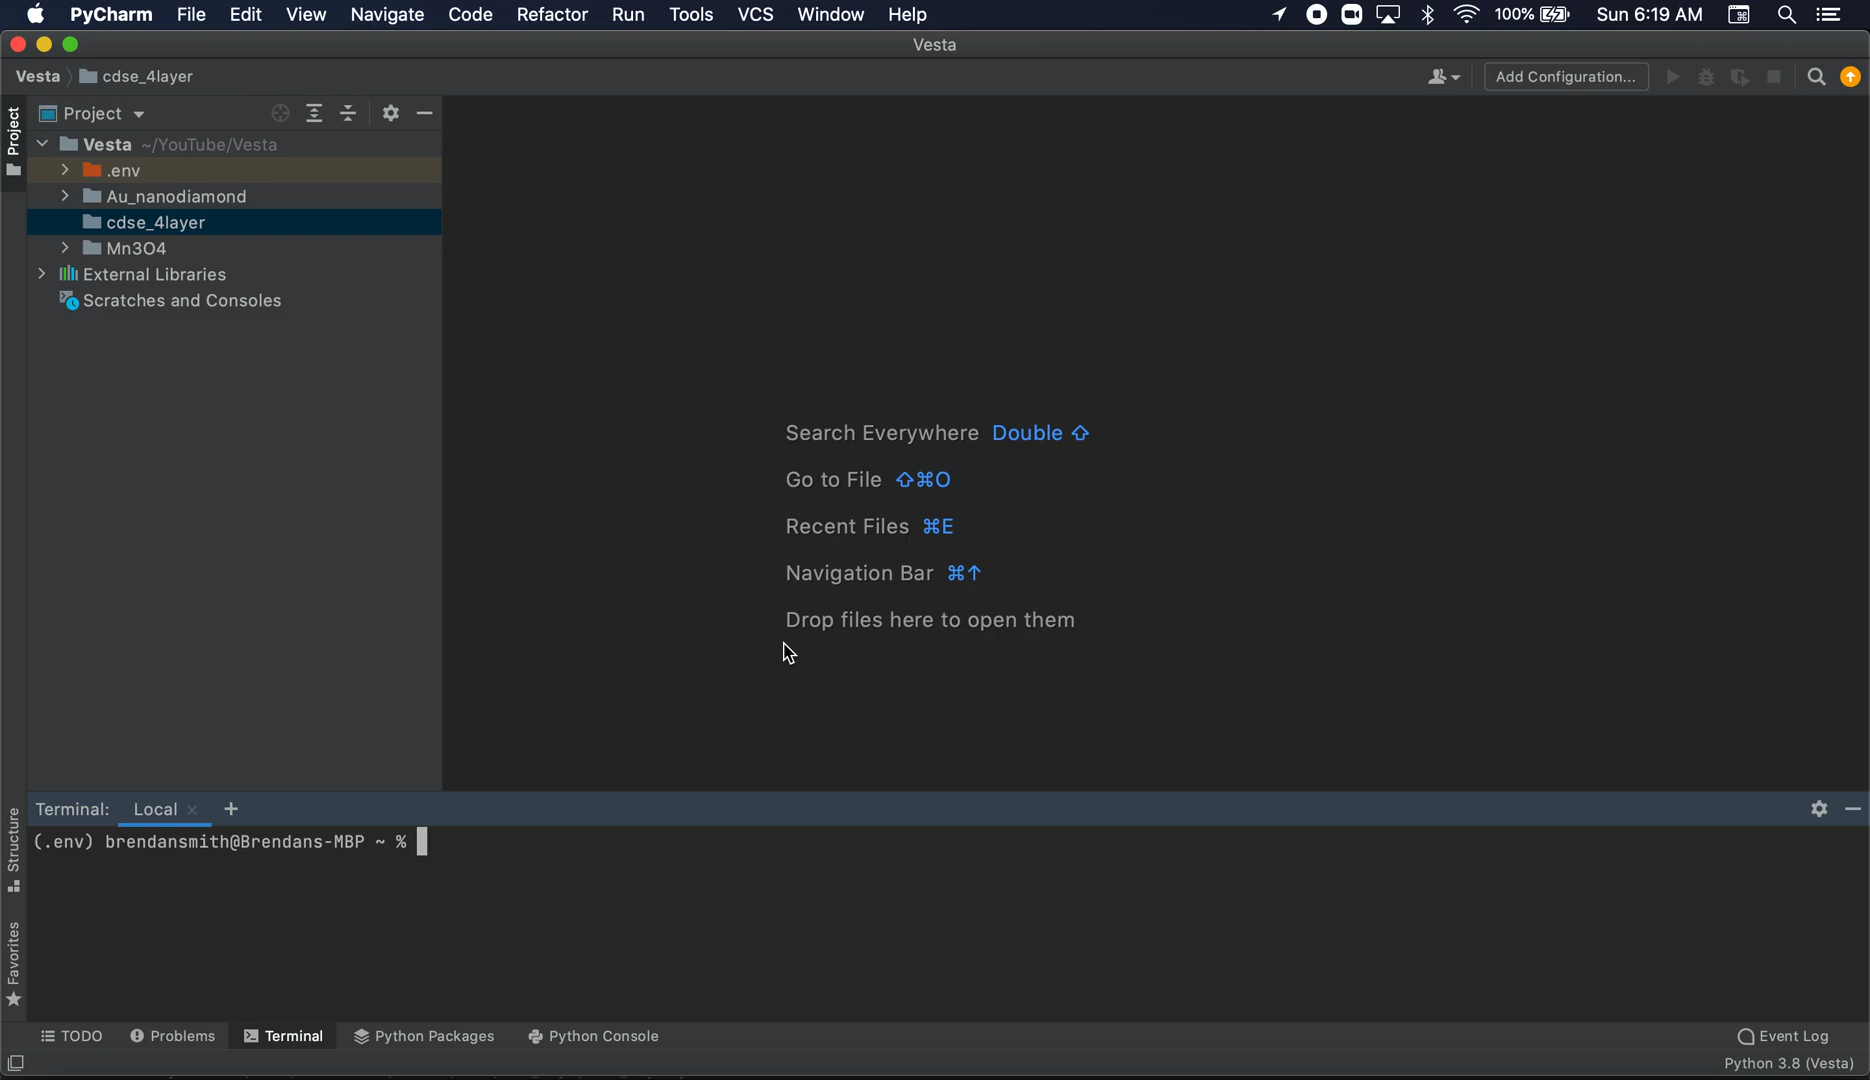 PyCharm File Edit View Navigate Code Refactor Run Tools VCS Window Help 100% Sun 6:19 AM
Vesta
Vesta cdse_4layer Add Configuration...
Project
Project
Vesta ~/YouTube/Vesta
.env
Au_nanodiamond
cdse_4layer
Mn3O4
External Libraries
Scratches and Consoles
Search Everywhere Double ⇧
Go to File ⇧⌘O
Recent Files ⌘E
Navigation Bar ⌘↑
Drop files here to open them
Structure
Favorites
Terminal: Local × +
(.env) brendansmith@Brendans-MBP ~ %
TODO Problems Terminal Python Packages Python Console Event Log
Python 3.8 (Vesta)